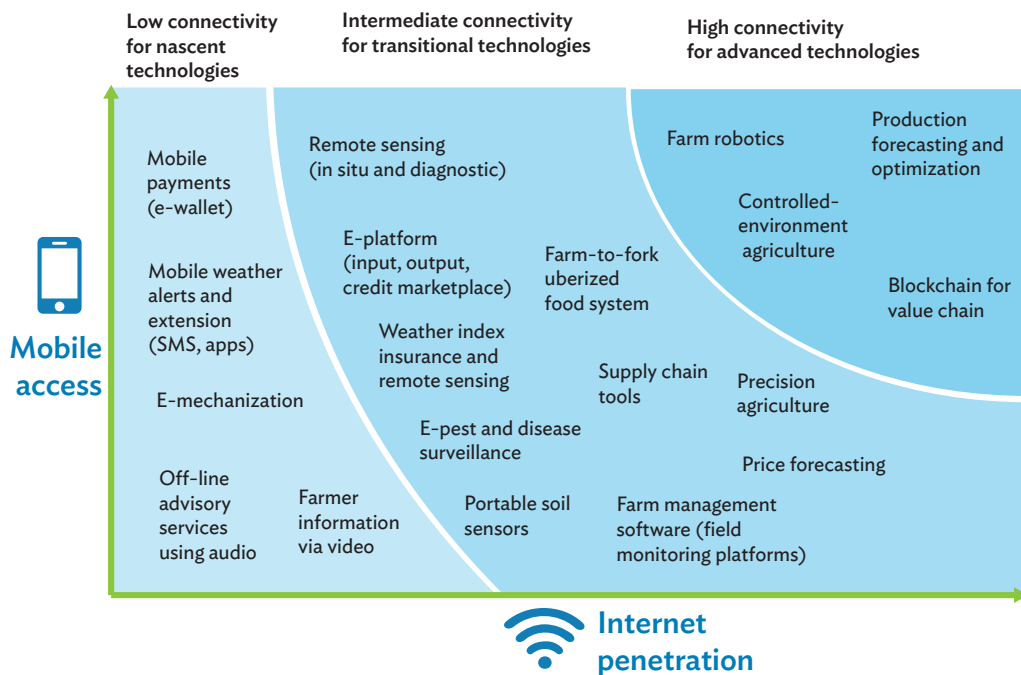 Low connectivity
for nascent
technologies
Intermediate connectivity
for transitional technologies
High connectivity
for advanced technologies
Mobile
payments
(e-wallet)
Mobile weather
alerts and
extension
(SMS, apps)
E-mechanization
Off-line
advisory
services
using audio
Farmer
information
via video
Remote sensing
(in situ and diagnostic)
E-platform
(input, output,
credit marketplace)
Farm-to-fork
uberized
food system
Weather index
insurance and
remote sensing
Supply chain
tools
Precision
agriculture
E-pest and disease
surveillance
Price forecasting
Portable soil
sensors
Farm management
software (field
monitoring platforms)
Farm robotics
Production
forecasting and
optimization
Controlled-
environment
agriculture
Blockchain for
value chain
Mobile
access
Internet
penetration